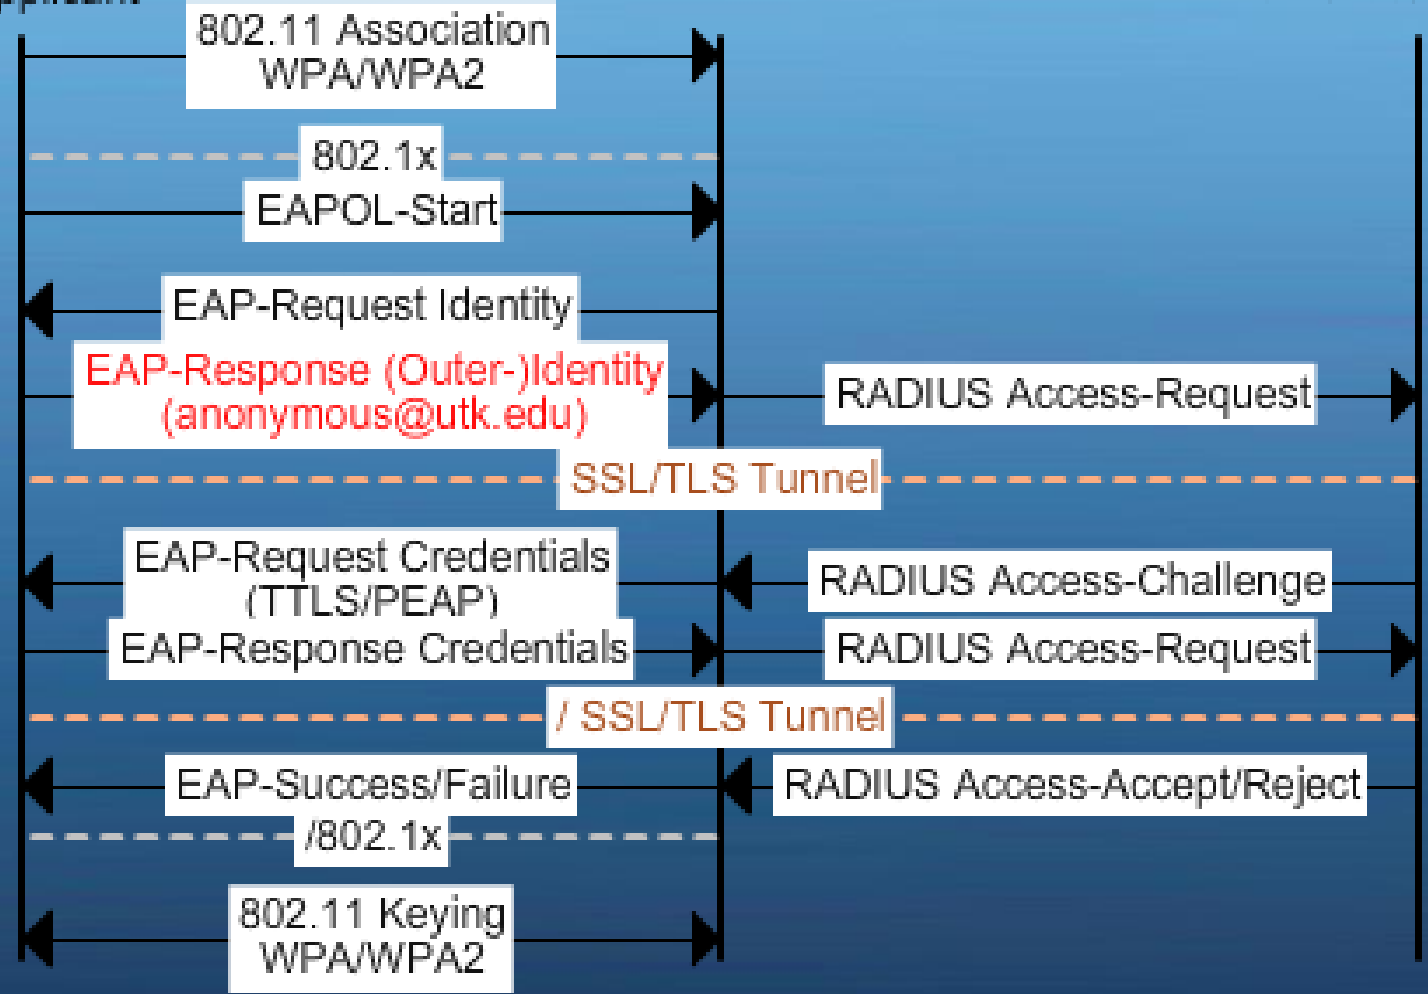 802.11 Association
WPA/WPA2
802.1x
EAPOL-Start
EAP-Request Identity
EAP-Response (Outer-)Identity
(anonymous@utk.edu)
RADIUS Access-Request
SSL/TLS Tunnel
EAP-Request Credentials
(TTLS/PEAP)
RADIUS Access-Challenge
EAP-Response Credentials
RADIUS Access-Request
/ SSL/TLS Tunnel
EAP-Success/Failure
RADIUS Access-Accept/Reject
/802.1x
802.11 Keying
WPA/WPA2